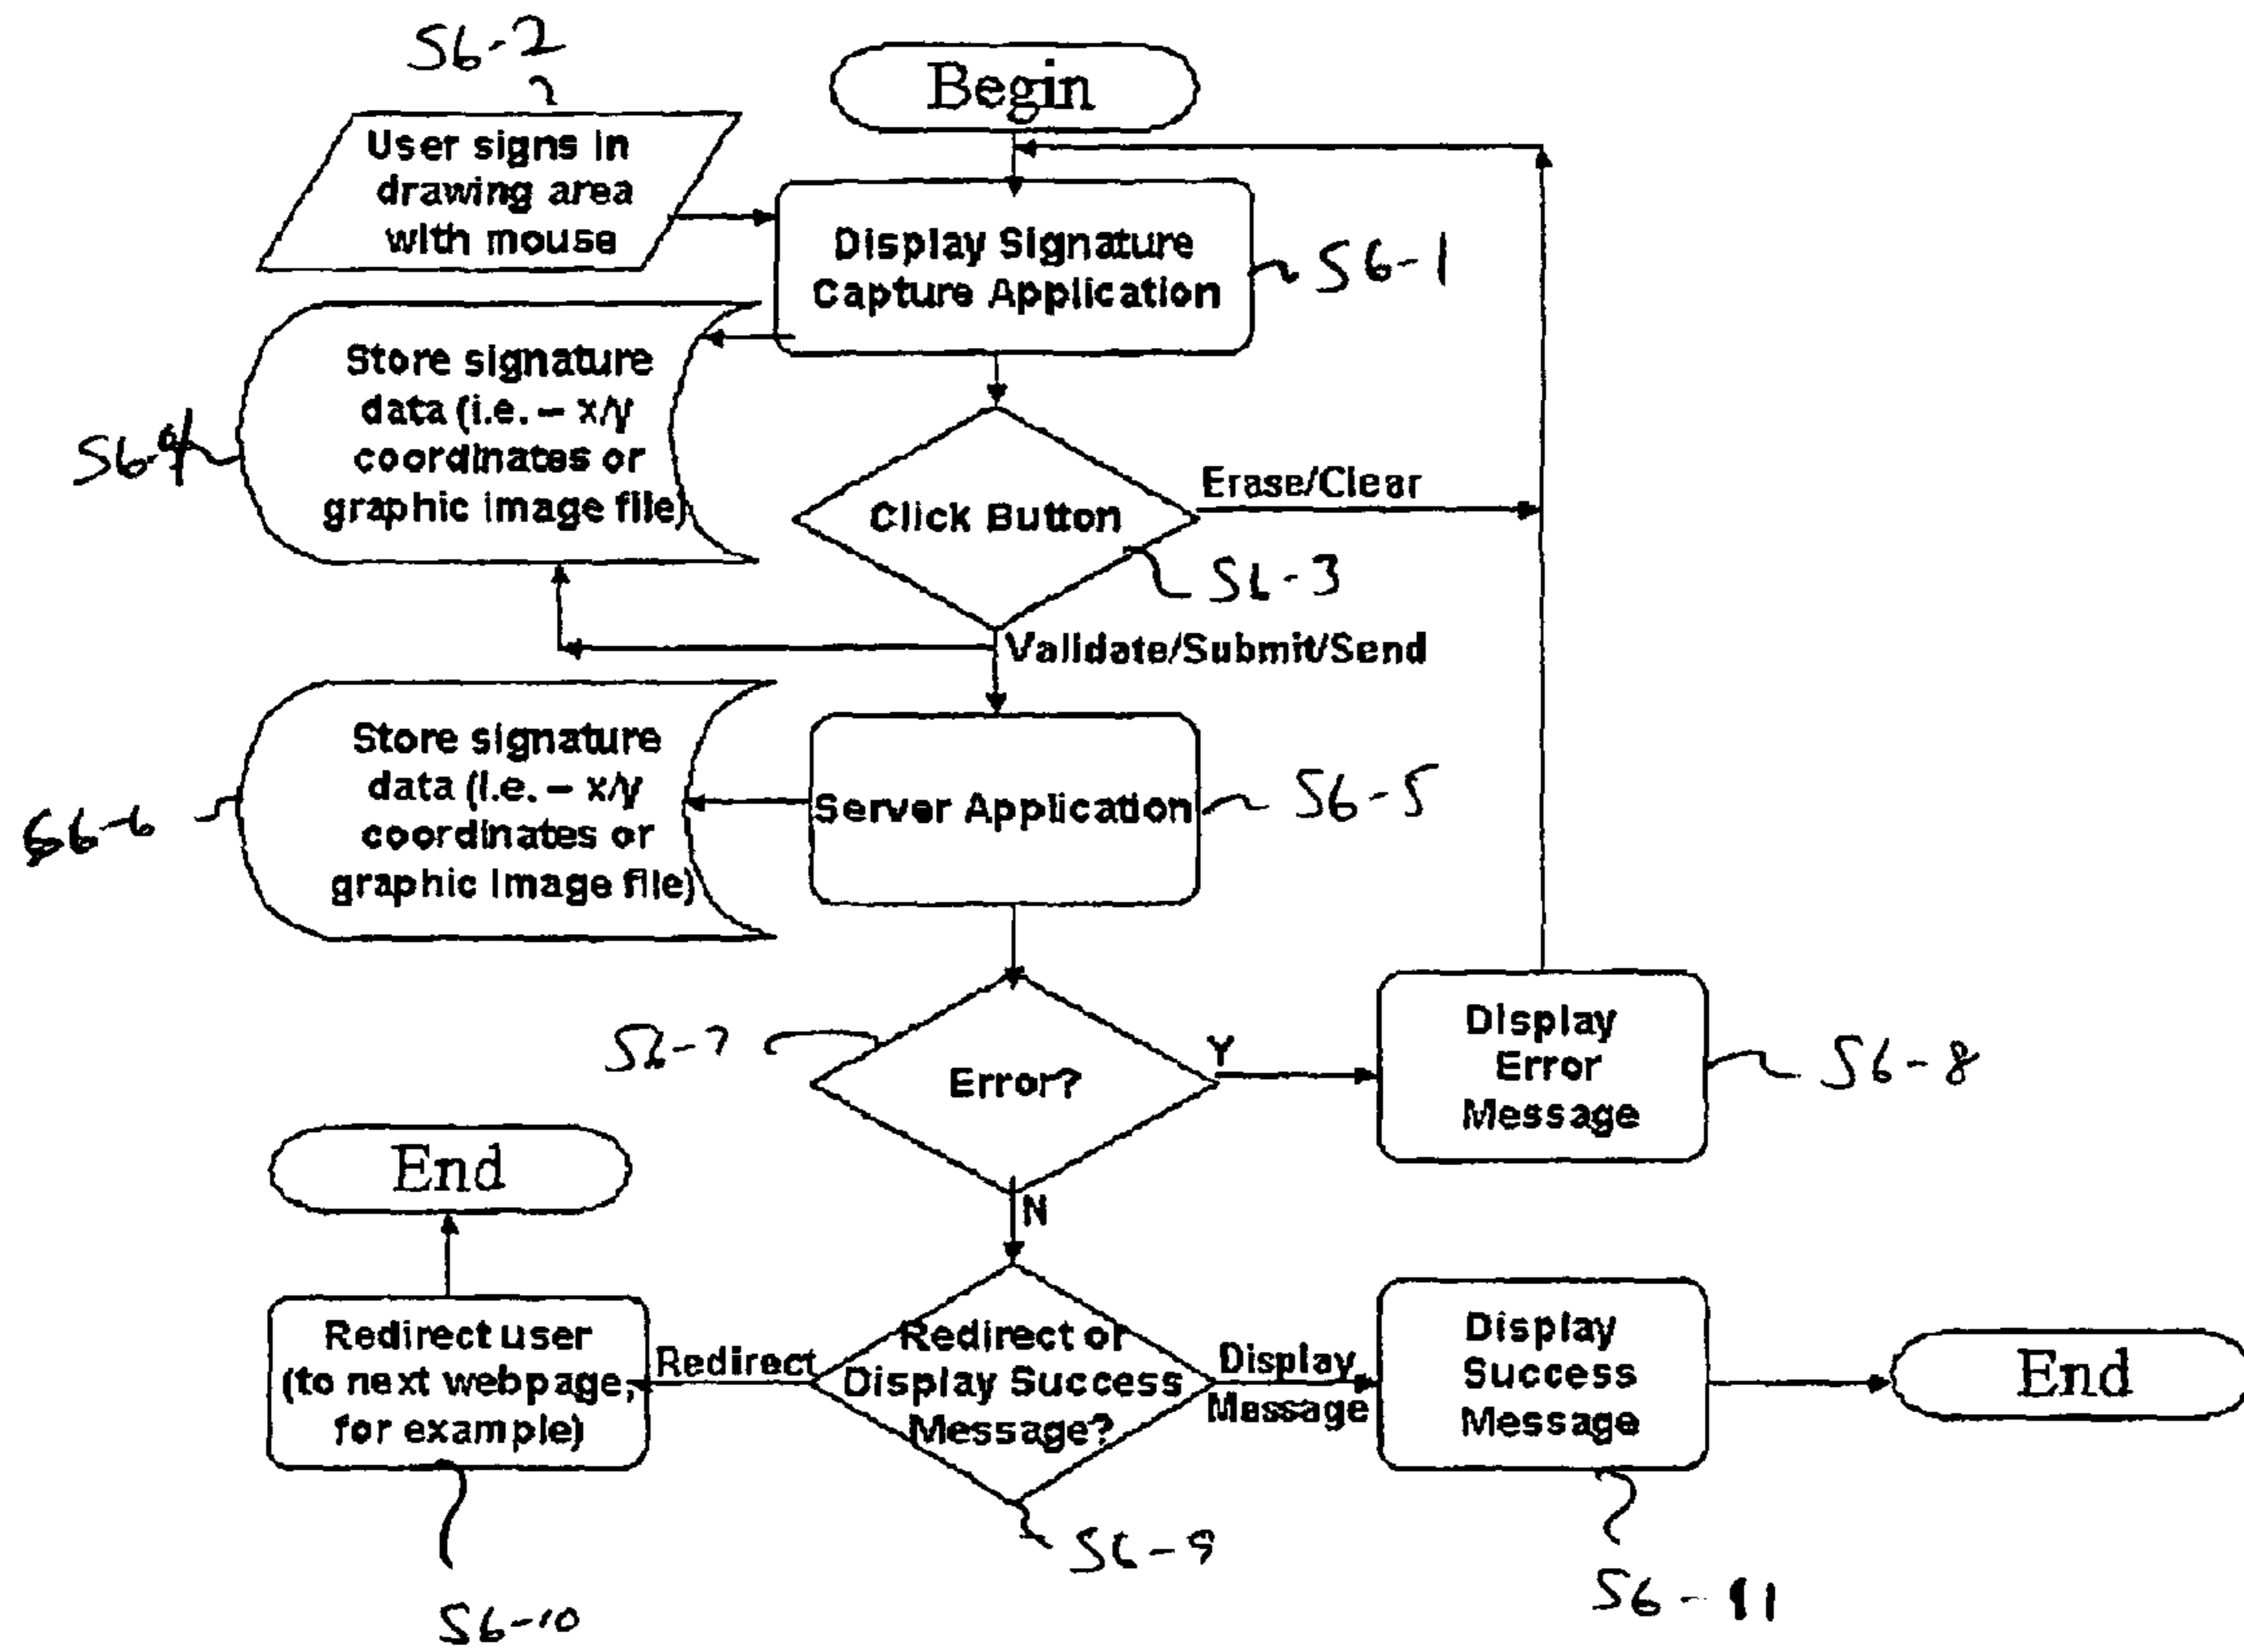 S6-2
Begin
User signs in
drawing area
with mouse
Display Signature
Capture Application
S6-1
Store signature
data (i.e. – x/y
coordinates or
graphic image file)
S6-4
Click Button
Erase/Clear
S6-3
Validate/Submit/Send
Store signature
data (i.e. – x/y
coordinates or
graphic image file)
S6-6
Server Application
S6-5
S6-7
Error?
Y
Display
Error
Message
S6-8
N
End
Redirect user
(to next webpage,
for example)
Redirect
Redirect or
Display Success
Message?
Display
Message
Display
Success
Message
End
S6-9
S6-10
S6-11